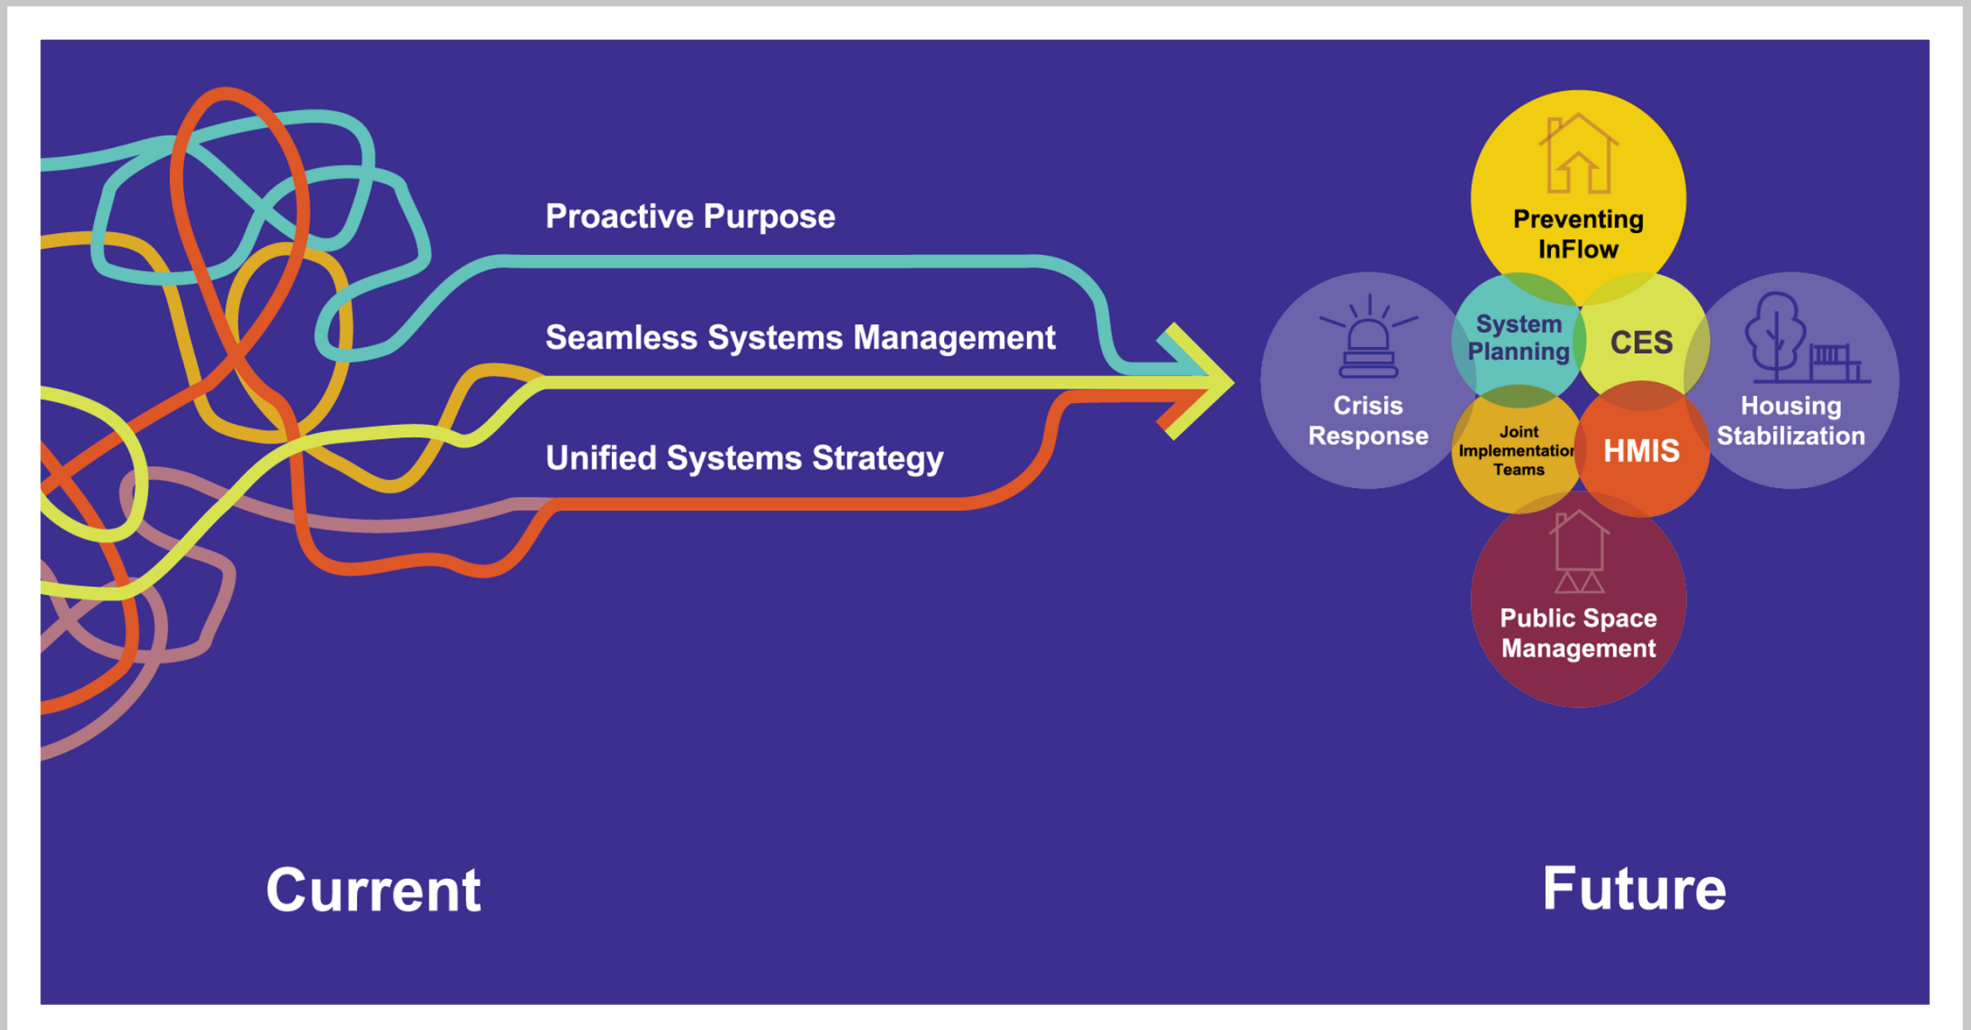 Proactive Purpose
Seamless Systems Management
Unified Systems Strategy
Preventing
InFlow
System
Planning
CES
Crisis
Response
Housing
Stabilization
Joint
Implementation
Teams
HMIS
Public Space
Management
Current
Future